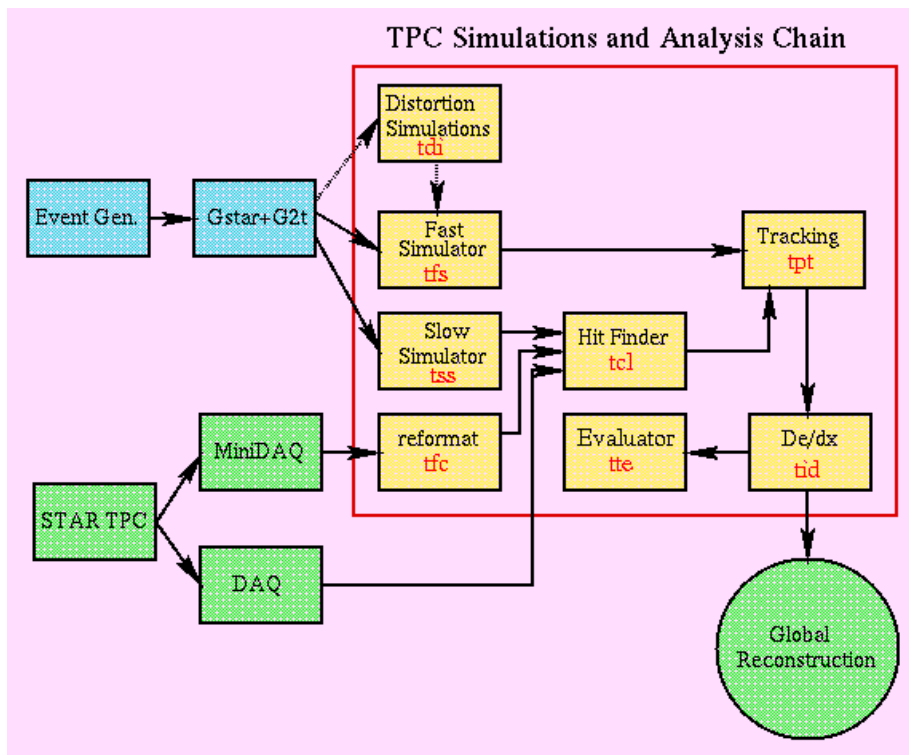 TPC Simulations and Analysis Chain
Distortion
Simulations
tdi
Event Gen.
Gstar+G2t
Fast
Simulator
tfs
Tracking
tpt
Slow
Simulator
tss
Hit Finder
tcl
MiniDAQ
reformat
tfc
Evaluator
tte
De/dx
tid
STAR TPC
DAQ
Global
Reconstruction